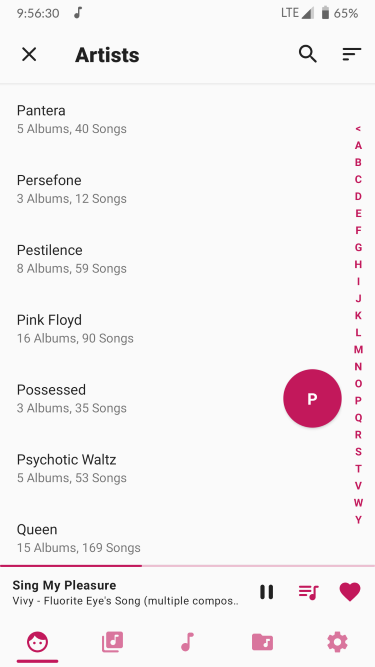 9:56:30 LTE 65%
Artists
Pantera
5 Albums, 40 Songs
Persefone
3 Albums, 12 Songs
Pestilence
8 Albums, 59 Songs
Pink Floyd
16 Albums, 90 Songs
Possessed
3 Albums, 35 Songs
Psychotic Waltz
5 Albums, 53 Songs
Queen
15 Albums, 169 Songs
P
<
A
B
C
D
E
F
G
H
I
J
K
L
M
N
O
P
Q
R
S
T
V
W
Y
Sing My Pleasure
Vivy - Fluorite Eye's Song (multiple compos..